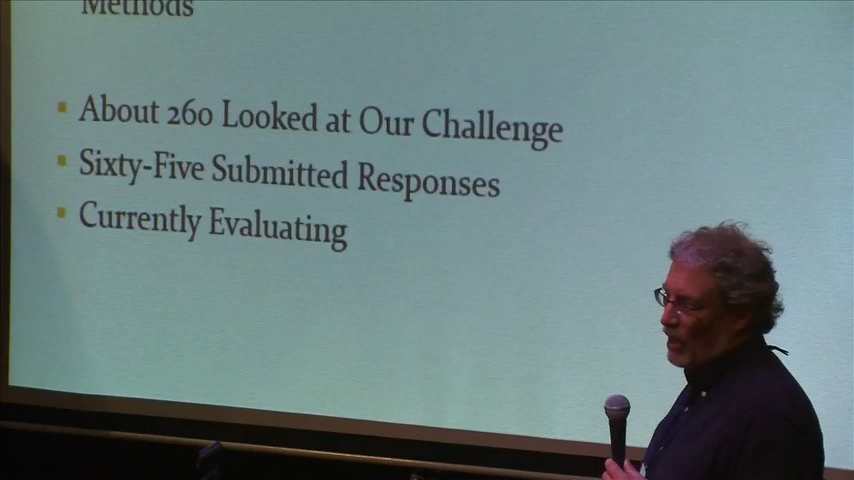 Methods
About 260 Looked at Our Challenge
Sixty-Five Submitted Responses
Currently Evaluating